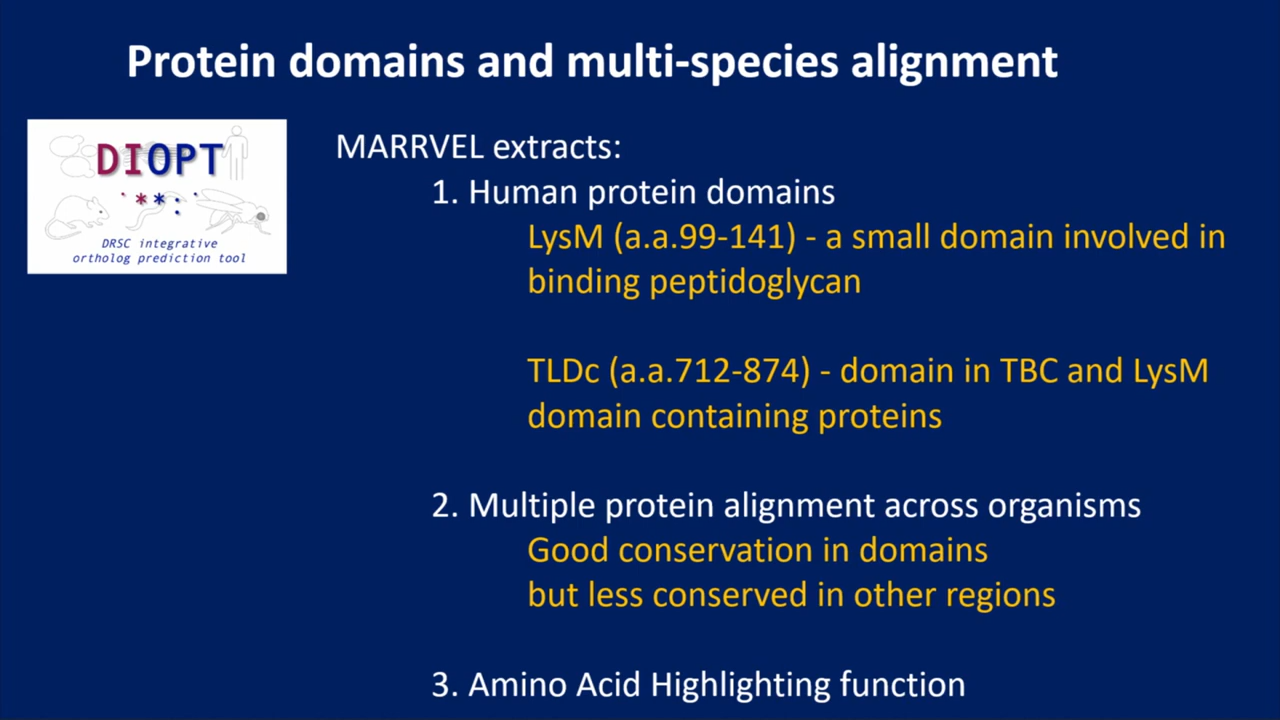 Protein domains and multi-species alignment
DIOPT
DRSC integrative
ortholog prediction tool
MARRVEL extracts:
1. Human protein domains
LysM (a.a.99-141) - a small domain involved in
binding peptidoglycan
TLDc (a.a.712-874) - domain in TBC and LysM
domain containing proteins
2. Multiple protein alignment across organisms
Good conservation in domains
but less conserved in other regions
3. Amino Acid Highlighting function